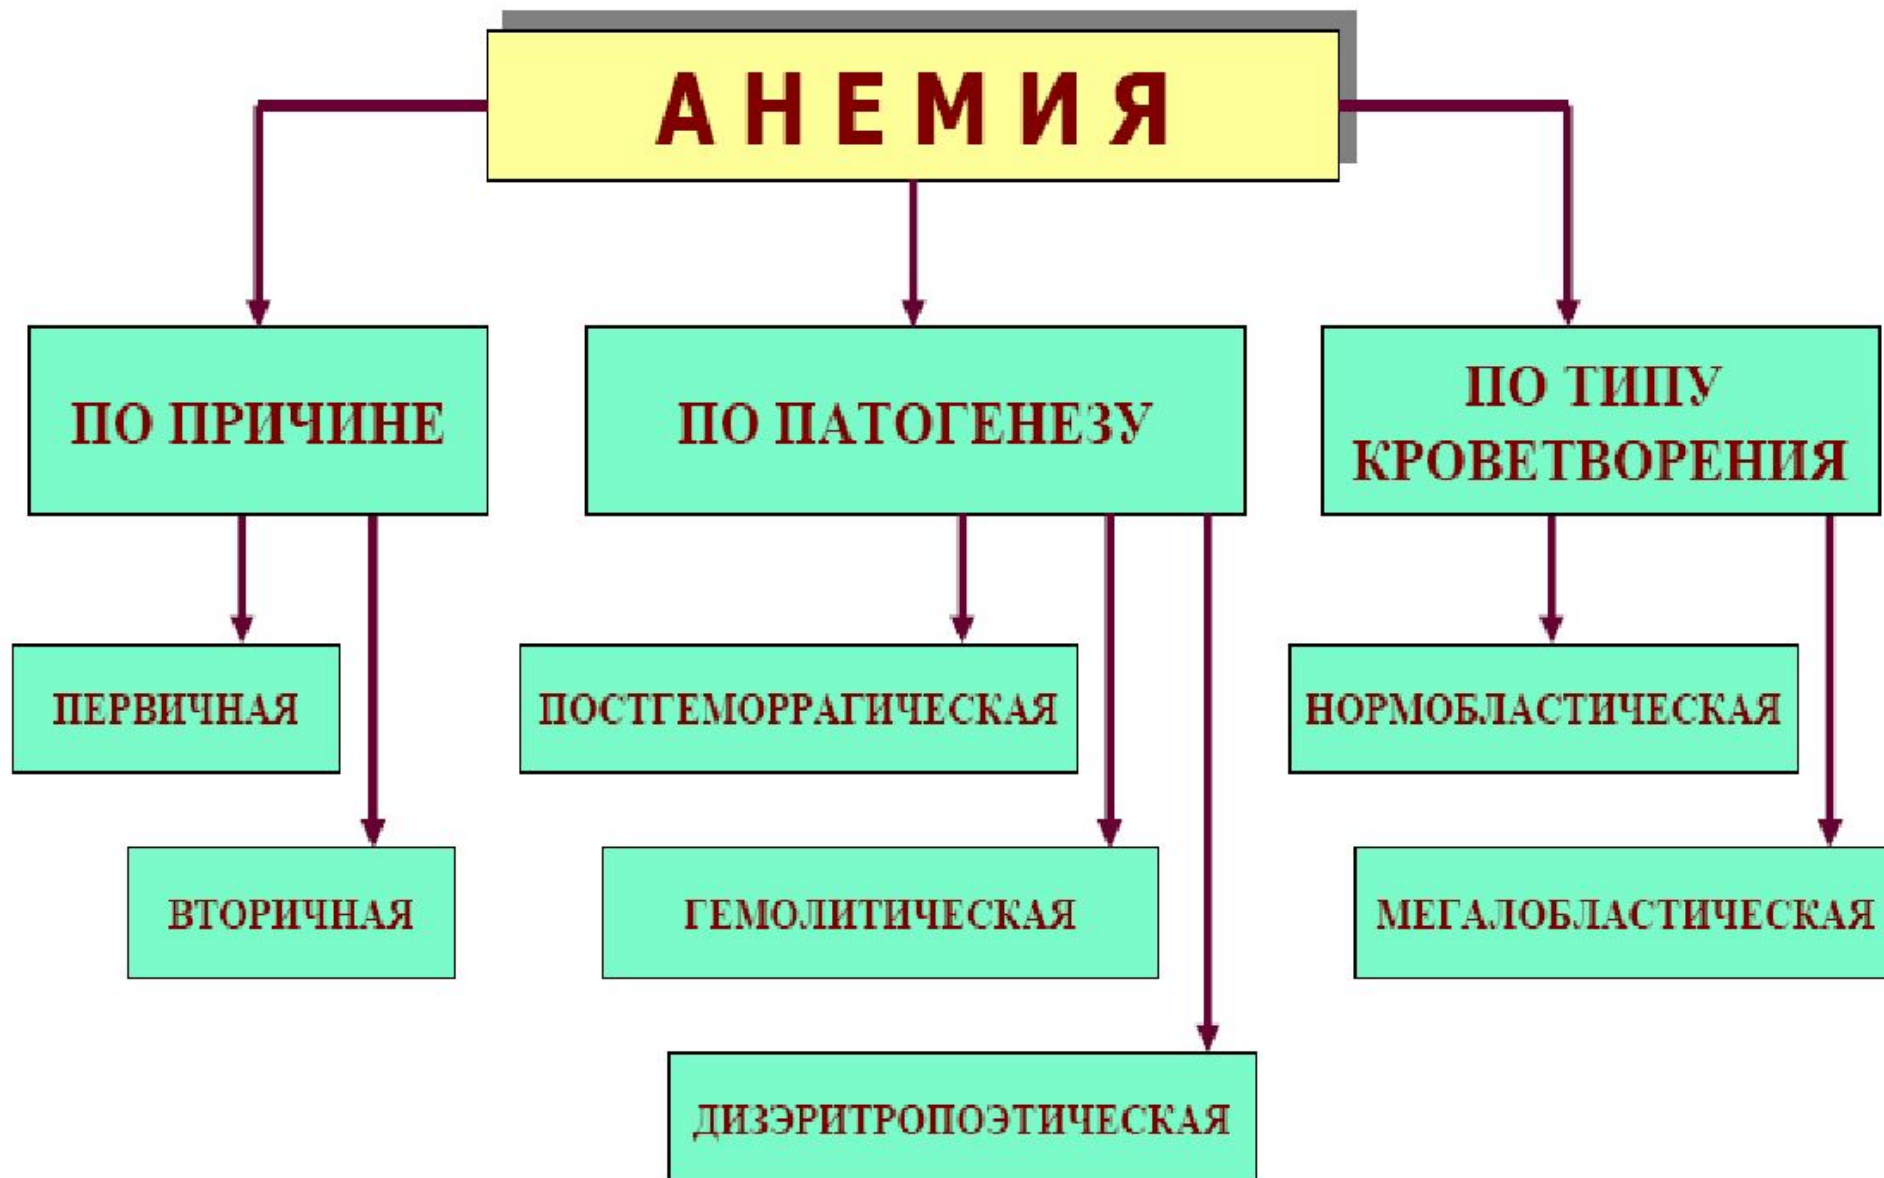 АНЕМИЯ
ПО ПРИЧИНЕ
ПО ПАТОГЕНЕЗУ
ПО ТИПУ
КРОВЕТВОРЕНИЯ
ПЕРВИЧНАЯ
ПОСТГЕМОРРАГИЧЕСКАЯ
НОРМОБЛАСТИЧЕСКАЯ
ВТОРИЧНАЯ
ГЕМОЛИТИЧЕСКАЯ
МЕГАЛОБЛАСТИЧЕСКАЯ
ДИЗЭРИТРОПОЭТИЧЕСКАЯ